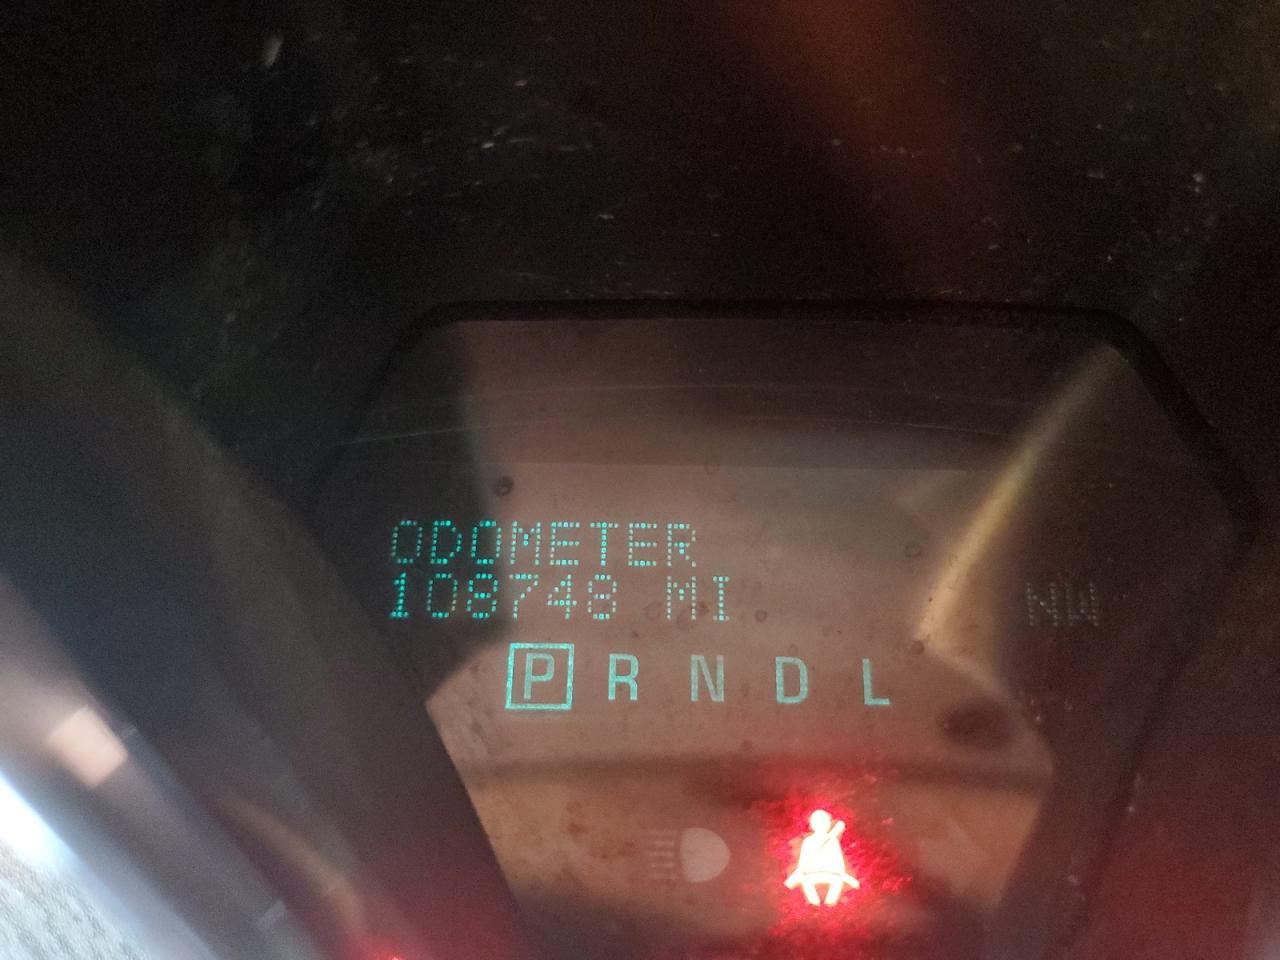 ODOMETER
108748 MI NW
P R N D L